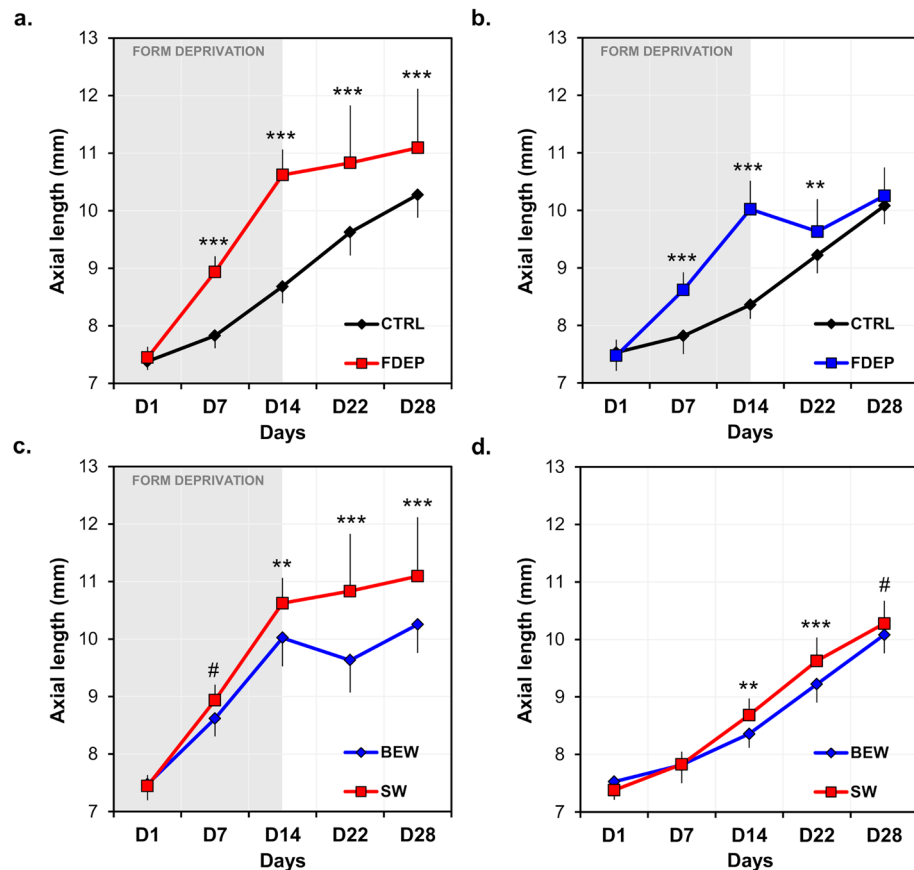 a.
13
12
11
10
9
8
7
Axial length (mm)
FORM DEPRIVATION
***
***
***
***
CTRL
FDEP
D1 D7 D14 D22 D28
Days
b.
13
12
11
10
9
8
7
Axial length (mm)
FORM DEPRIVATION
***
***
**
CTRL
FDEP
D1 D7 D14 D22 D28
Days
c.
13
12
11
10
9
8
7
Axial length (mm)
FORM DEPRIVATION
#
**
***
***
BEW
SW
D1 D7 D14 D22 D28
Days
d.
13
12
11
10
9
8
7
Axial length (mm)
**
***
#
BEW
SW
D1 D7 D14 D22 D28
Days